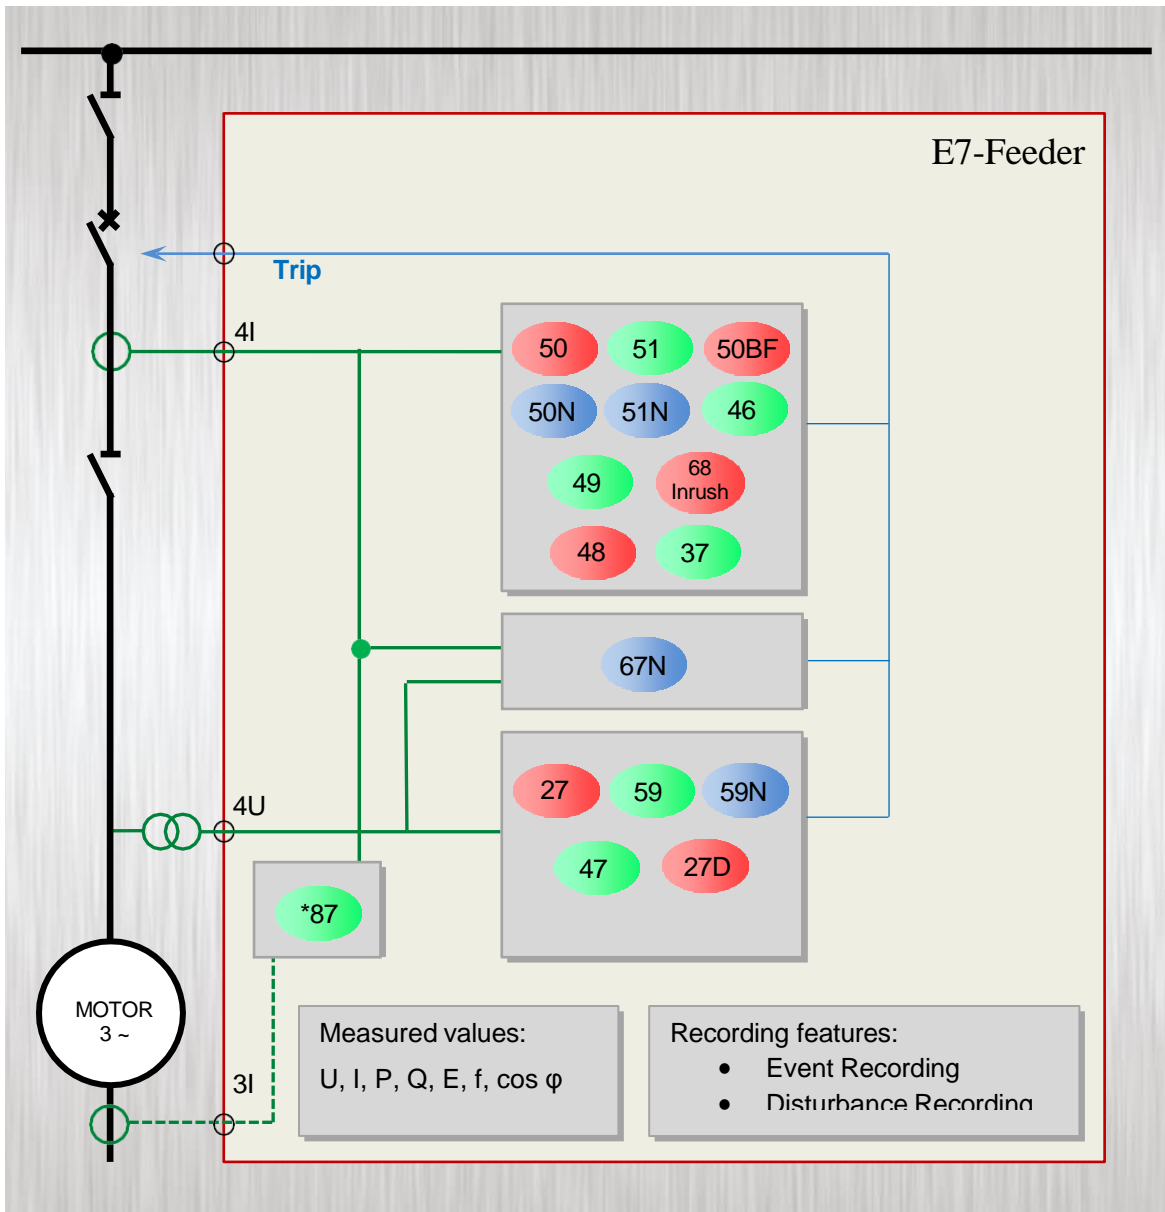 E7-Feeder
Trip
4I
50 51 50BF
50N 51N 46
49 68
Inrush
48 37
67N
4U
27 59 59N
47 27D
*87
MOTOR
3 ~
3I
Measured values:
U, I, P, Q, E, f, cos φ
Recording features:
● Event Recording
● Disturbance Recording